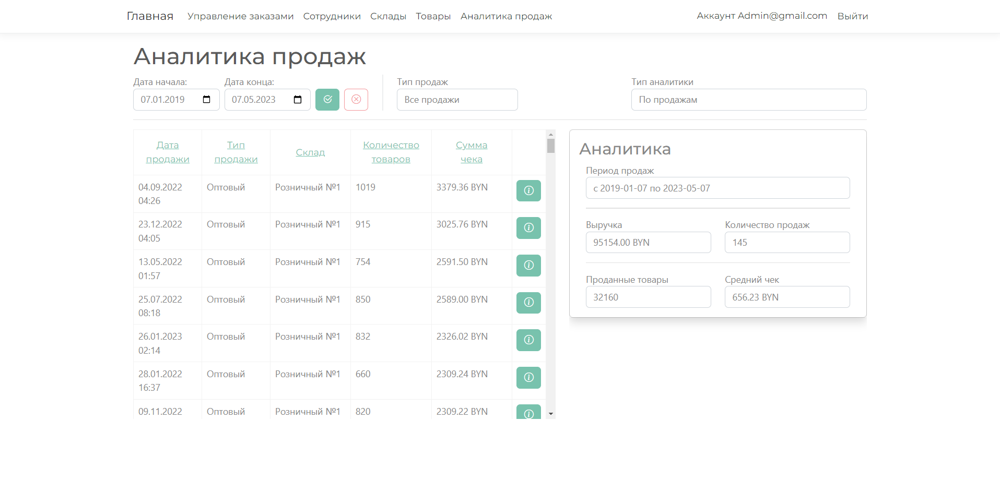 Главная Управление заказами Сотрудники Склады Товары Аналитика продаж Аккаунт Admin@gmail.com Выйти
Аналитика продаж
Дата начала: Дата конца: Тип продаж Тип аналитики
07.01.2019 07.05.2023 Все продажи По продажам
Дата продажи Тип продажи Склад Количество товаров Сумма чека
04.09.2022 04:26 Оптовый Розничный №1 1019 3379.36 BYN
23.12.2022 04:05 Оптовый Розничный №1 915 3025.76 BYN
13.05.2022 01:57 Оптовый Розничный №1 754 2591.50 BYN
25.07.2022 08:18 Оптовый Розничный №1 850 2589.00 BYN
26.01.2023 02:14 Оптовый Розничный №1 832 2326.02 BYN
28.01.2022 16:37 Оптовый Розничный №1 660 2309.24 BYN
09.11.2022 Оптовый Розничный №1 820 2309.22 BYN
Аналитика
Период продаж
с 2019-01-07 по 2023-05-07
Выручка Количество продаж
95154.00 BYN 145
Проданные товары Средний чек
32160 656.23 BYN